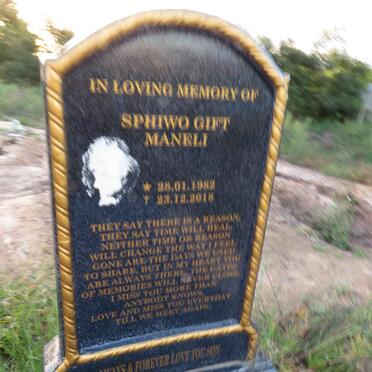 IN LOVING MEMORY OF
SPHIWO GIFT
MANELI
★ 28.01.1982
✝ 23.12.2018
THEY SAY THERE IS A REASON,
THEY SAY TIME WILL HEAL,
NEITHER TIME OR REASON,
WILL CHANGE THE WAY I FEEL,
GONE ARE THE DAYS WE USED
TO SHARE, BUT IN MY HEART YOU
ARE ALWAYS THERE, THE GATES
OF MEMORIES WILL NEVER CLOSE,
I MISS YOU MORE THAN
ANYBODY KNOWS,
LOVE AND MISS YOU EVERYDAY
TILL WE MEET AGAIN.
ALWAYS & FOREVER LOVE YOU SON